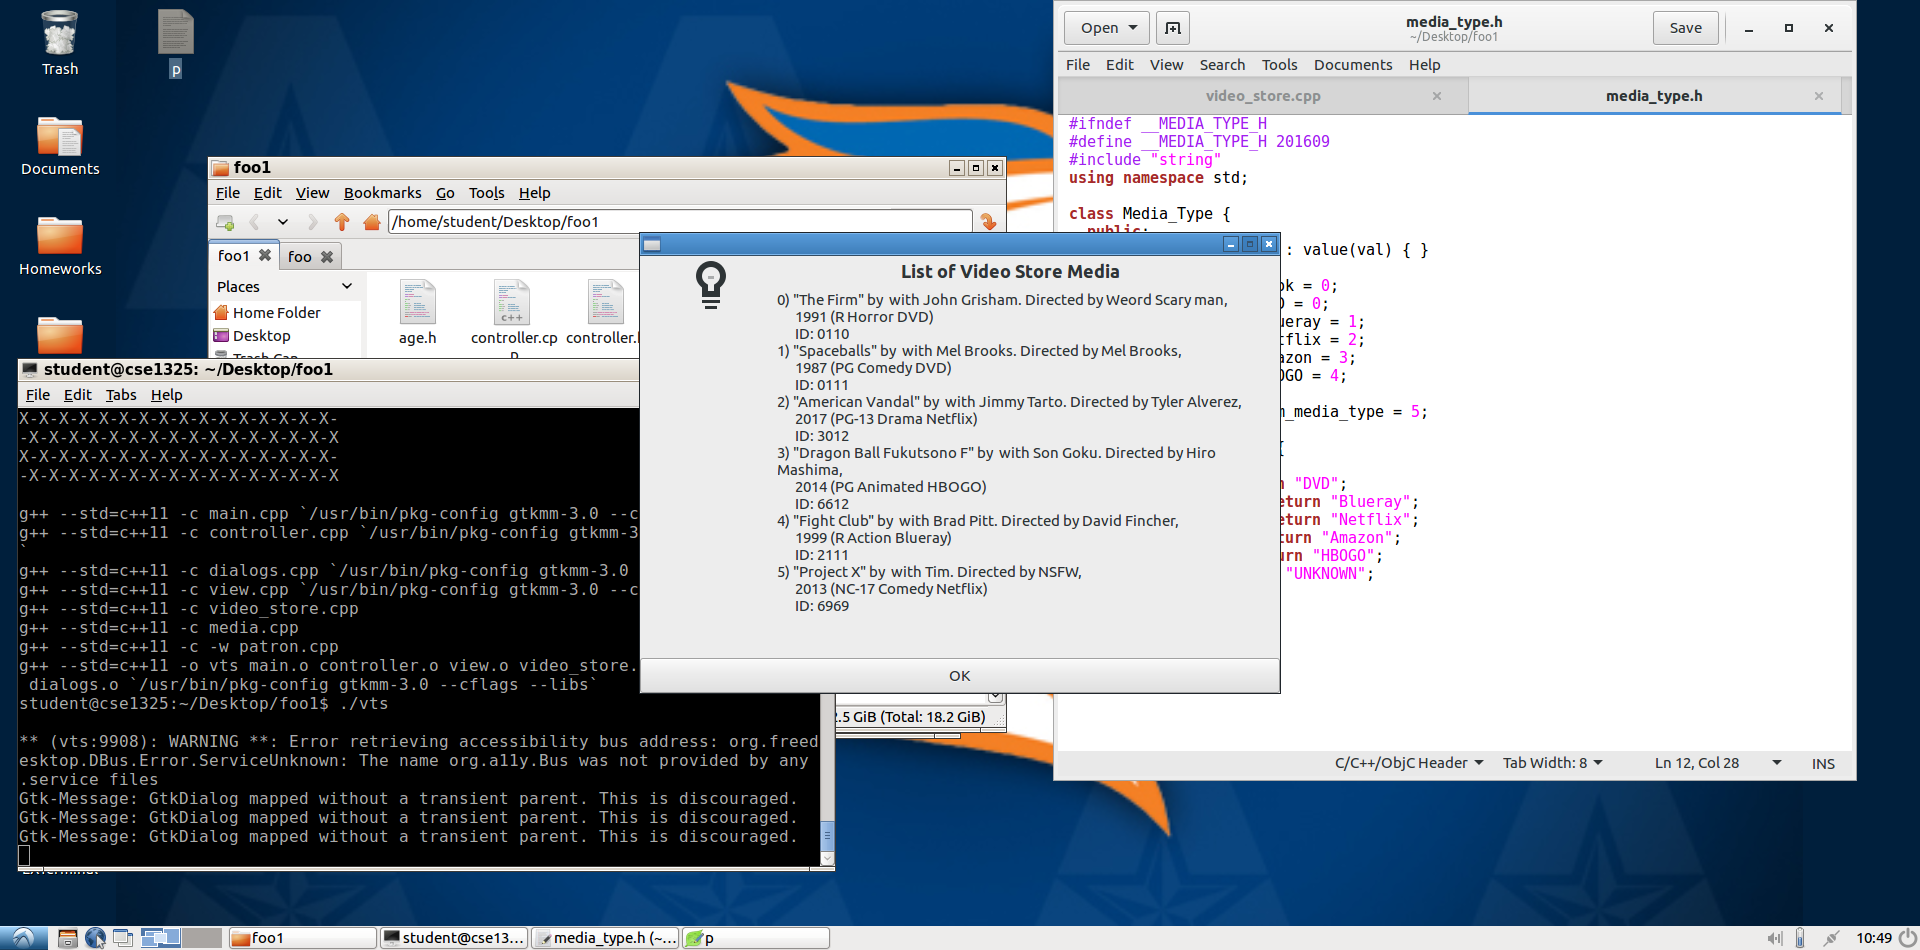 Trash
p
Documents
Homeworks
foo1
File Edit View Bookmarks Go Tools Help
/home/student/Desktop/foo1
foo1
foo
Places
Home Folder
Desktop
age.h
controller.cp
controller.
student@cse1325: ~/Desktop/foo1
File Edit Tabs Help
X-X-X-X-X-X-X-X-X-X-X-X-X-X-X-X-
-X-X-X-X-X-X-X-X-X-X-X-X-X-X-X-X
X-X-X-X-X-X-X-X-X-X-X-X-X-X-X-X-
-X-X-X-X-X-X-X-X-X-X-X-X-X-X-X-X
g++ --std=c++11 -c main.cpp `/usr/bin/pkg-config gtkmm-3.0 --c
g++ --std=c++11 -c controller.cpp `/usr/bin/pkg-config gtkmm-3
`
g++ --std=c++11 -c dialogs.cpp `/usr/bin/pkg-config gtkmm-3.0
g++ --std=c++11 -c view.cpp `/usr/bin/pkg-config gtkmm-3.0 --c
g++ --std=c++11 -c video_store.cpp
g++ --std=c++11 -c media.cpp
g++ --std=c++11 -c -w patron.cpp
g++ --std=c++11 -o vts main.o controller.o view.o video_store.
dialogs.o `/usr/bin/pkg-config gtkmm-3.0 --cflags --libs`
student@cse1325:~/Desktop/foo1$ ./vts
** (vts:9908): WARNING **: Error retrieving accessibility bus address: org.freed
esktop.DBus.Error.ServiceUnknown: The name org.a11y.Bus was not provided by any
.service files
Gtk-Message: GtkDialog mapped without a transient parent. This is discouraged.
Gtk-Message: GtkDialog mapped without a transient parent. This is discouraged.
Gtk-Message: GtkDialog mapped without a transient parent. This is discouraged.
.5 GiB (Total: 18.2 GiB)
List of Video Store Media
0) "The Firm" by with John Grisham. Directed by Weord Scary man,
1991 (R Horror DVD)
ID: 0110
1) "Spaceballs" by with Mel Brooks. Directed by Mel Brooks,
1987 (PG Comedy DVD)
ID: 0111
2) "American Vandal" by with Jimmy Tarto. Directed by Tyler Alverez,
2017 (PG-13 Drama Netflix)
ID: 3012
3) "Dragon Ball Fukutsono F" by with Son Goku. Directed by Hiro
Mashima,
2014 (PG Animated HBOGO)
ID: 6612
4) "Fight Club" by with Brad Pitt. Directed by David Fincher,
1999 (R Action Blueray)
ID: 2111
5) "Project X" by with Tim. Directed by NSFW,
2013 (NC-17 Comedy Netflix)
ID: 6969
OK
Open
media_type.h
~/Desktop/foo1
Save
File Edit View Search Tools Documents Help
video_store.cpp
media_type.h
#ifndef __MEDIA_TYPE_H
#define __MEDIA_TYPE_H 201609
#include "string"
using namespace std;
class Media_Type {
public:
: value(val) { }
ok = 0;
= 0;
ueray = 1;
tflix = 2;
azon = 3;
OGO = 4;
_media_type = 5;
{
"DVD";
eturn "Blueray";
eturn "Netflix";
turn "Amazon";
urn "HBOGO";
"UNKNOWN";
C/C++/ObjC Header Tab Width: 8 Ln 12, Col 28 INS
foo1
student@cse13...
media_type.h (~...
p
10:49